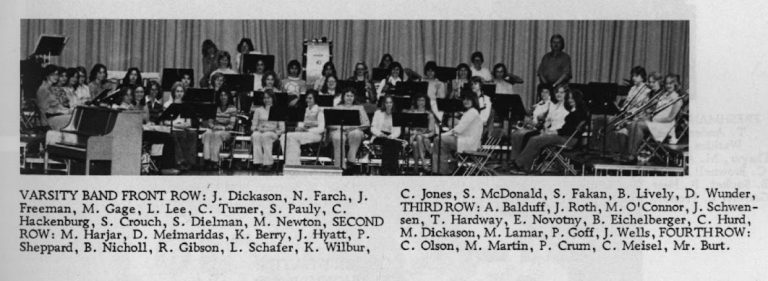 VARSITY BAND FRONT ROW: J. Dickason, N. Farch, J.
Freeman, M. Gage, L. Lee, C. Turner, S. Pauly, C.
Hackenburg, S. Crouch, S. Dielman, M. Newton, SECOND
ROW: M. Harjar, D. Meimaridas, K. Berry, J. Hyatt, P.
Sheppard, B. Nicholl, R. Gibson, L. Schafer, K. Wilbur,
C. Jones, S. McDonald, S. Fakan, B. Lively, D. Wunder,
THIRD ROW: A. Balduff, J. Roth, M. O'Connor, J. Schwen-
sen, T. Hardway, E. Novotny, B. Eichelberger, C. Hurd,
M. Dickason, M. Lamar, P. Goff, J. Wells, FOURTH ROW:
C. Olson, M. Martin, P. Crum, C. Meisel, Mr. Burt.